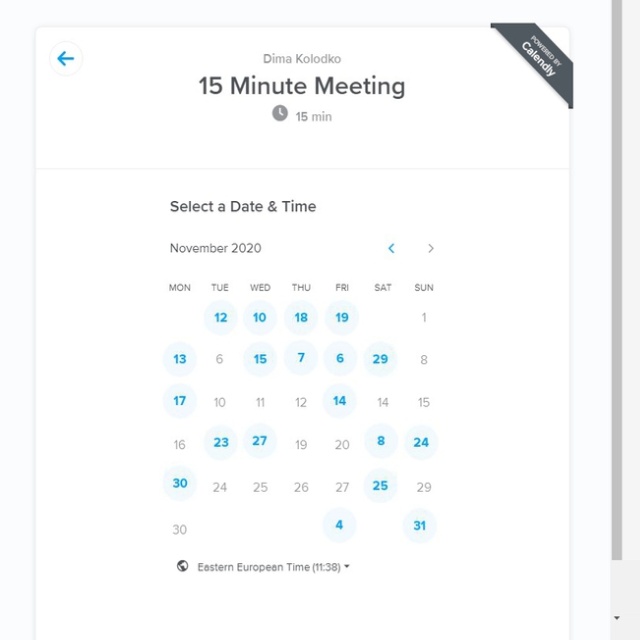 Dima Kolodko
POWERED BY
Calendly
15 Minute Meeting
15 min
Select a Date & Time
November 2020
MON TUE WED THU FRI SAT SUN
12 10 18 19 1
13 6 15 7 6 29 8
17 10 11 12 14 14 15
16 23 27 19 20 8 24
30 24 25 26 27 25 29
30 4 31
Eastern European Time (11:38)